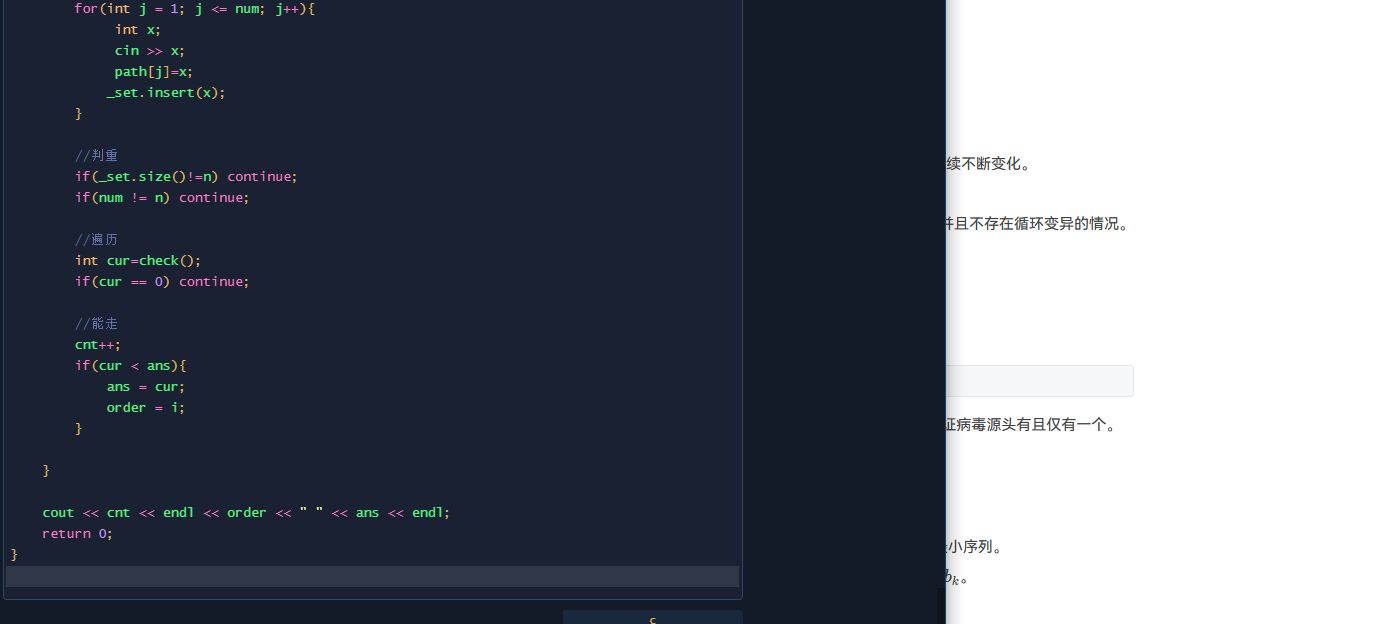 for(int j = 1; j <= num; j++){
int x;
cin >> x;
path[j]=x;
_set.insert(x);
}
//判重
if(_set.size()!=n) continue;
if(num != n) continue;
//遍历
int cur=check();
if(cur == 0) continue;
//能走
cnt++;
if(cur < ans){
ans = cur;
order = i;
}
}
cout << cnt << endl << order << " " << ans << endl;
return 0;
}
c
续不断变化。
并且不存在循环变异的情况。
证病毒源头有且仅有一个。
小序列。
b_k。